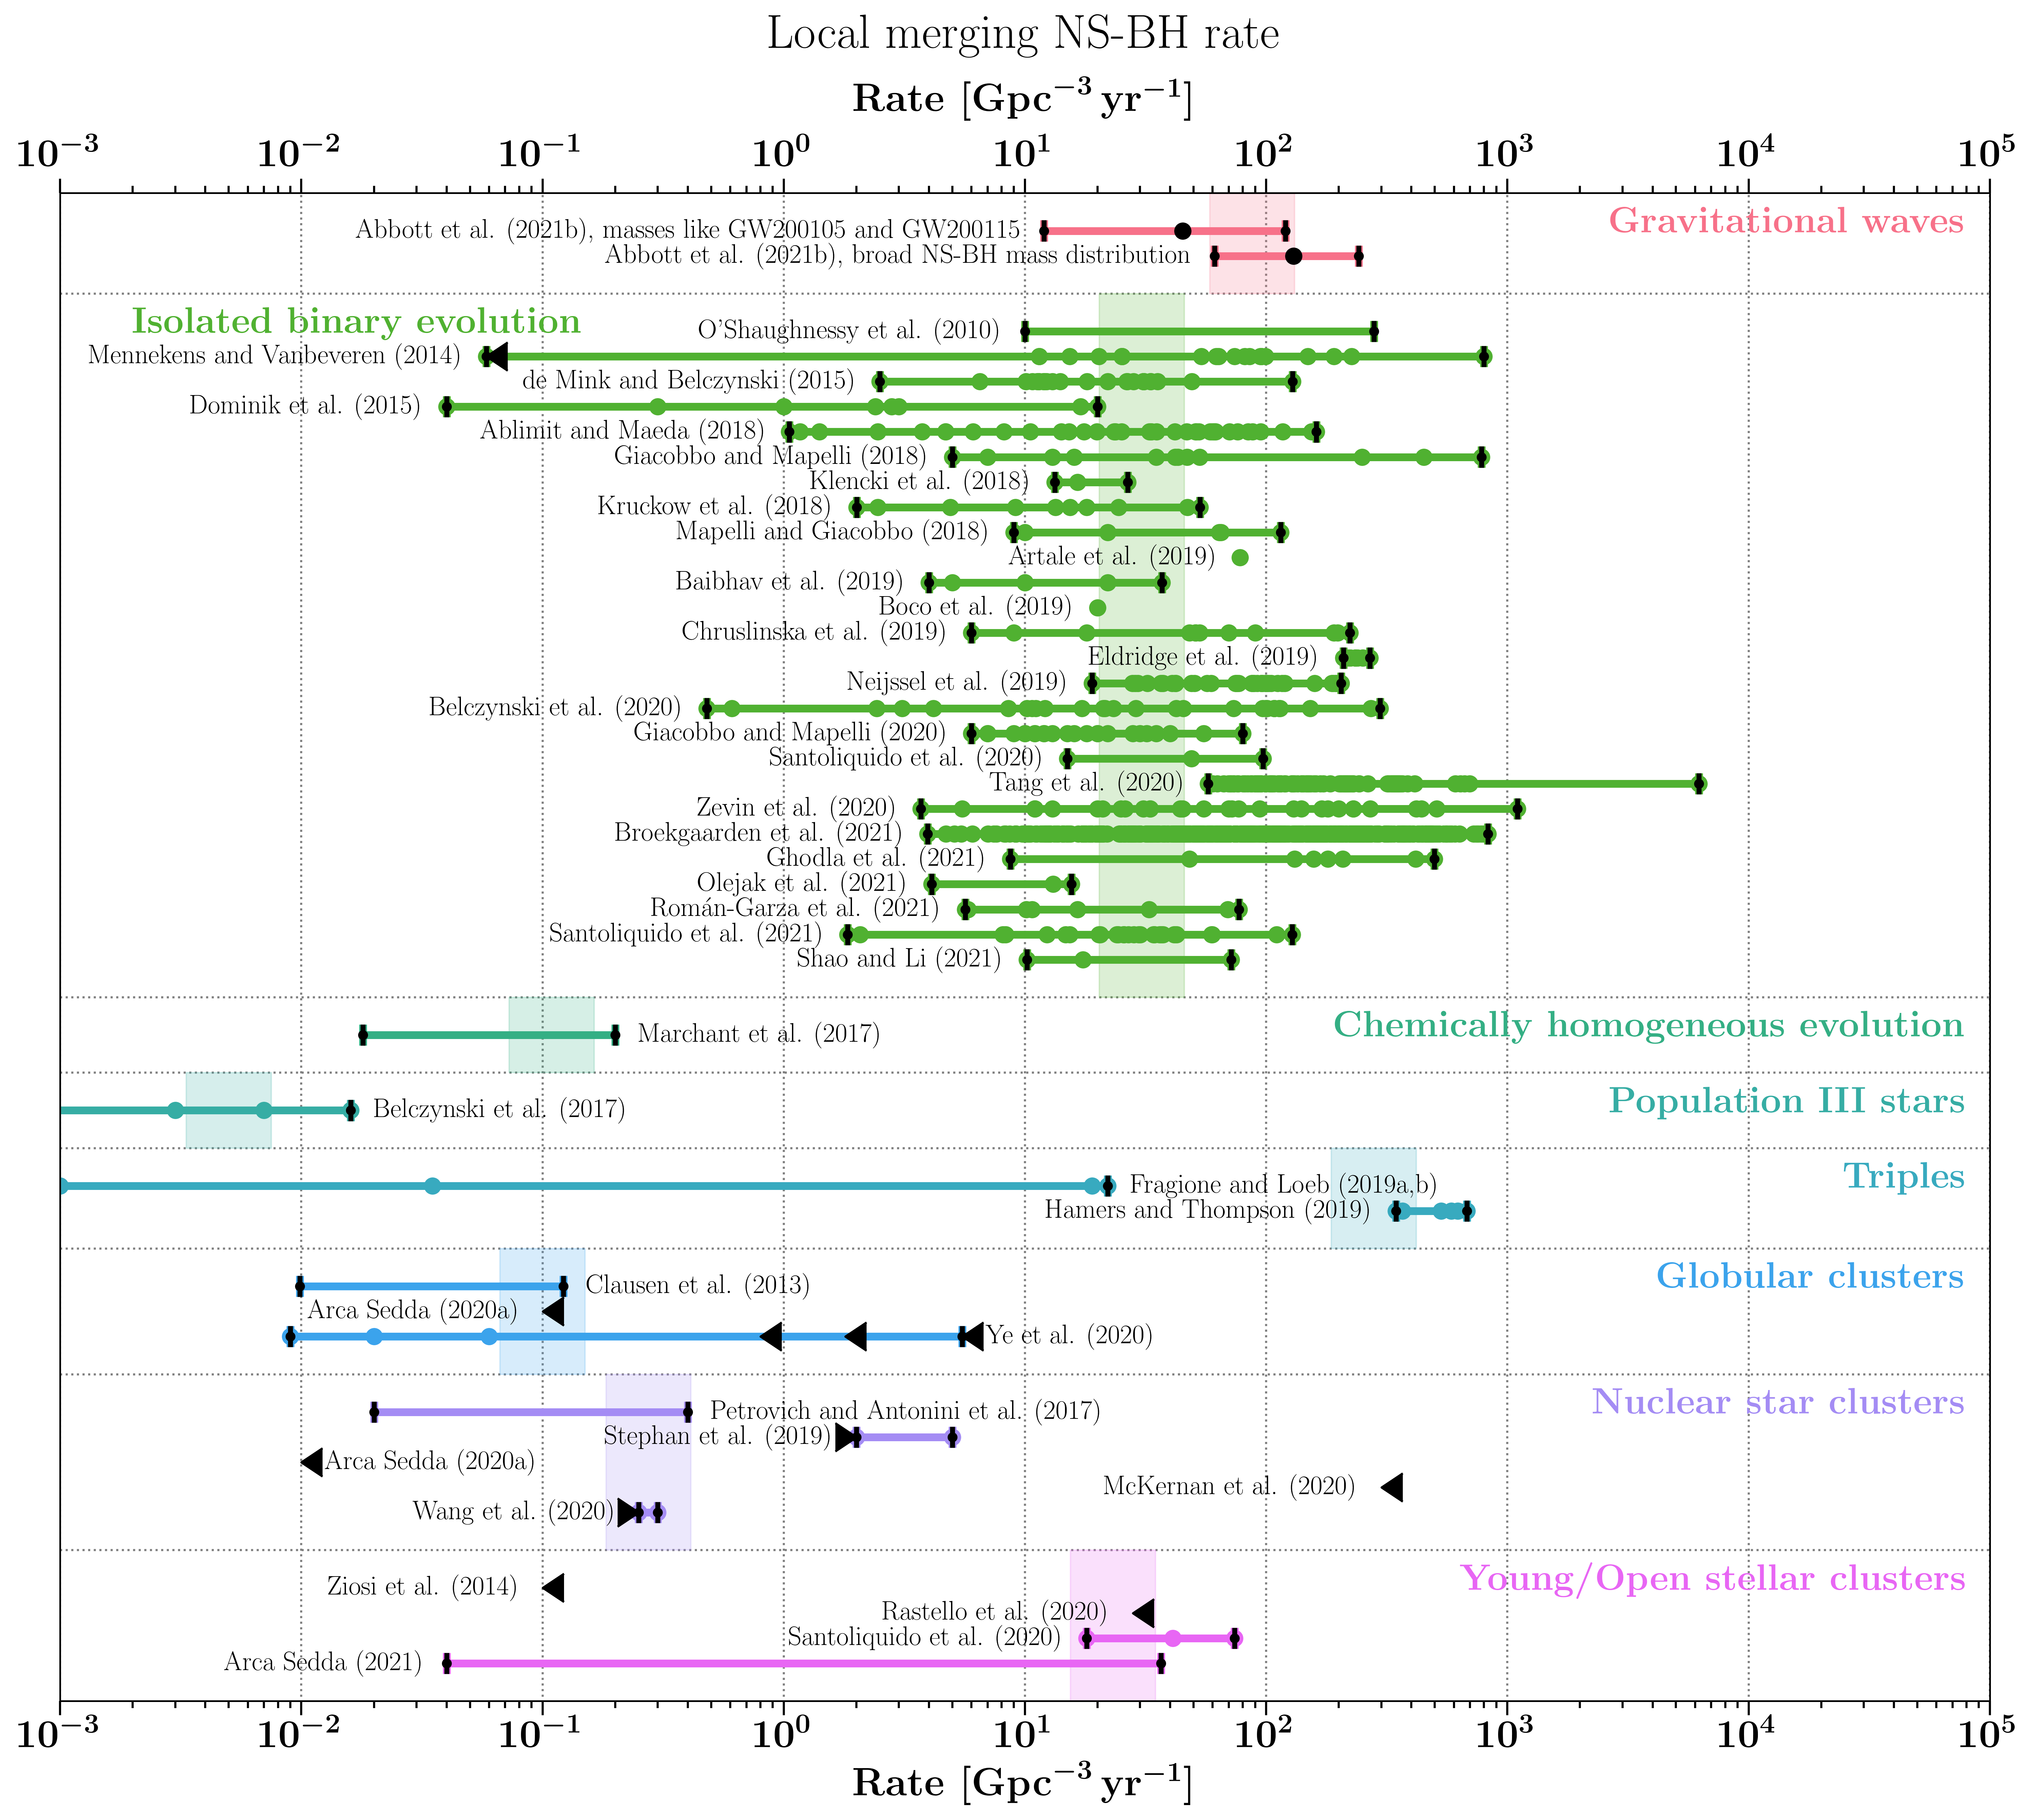 Local merging NS-BH rate
Rate [Gpc⁻³ yr⁻¹]
10⁻³ 10⁻² 10⁻¹ 10⁰ 10¹ 10² 10³ 10⁴ 10⁵
Gravitational waves
Abbott et al. (2021b), masses like GW200105 and GW200115
Abbott et al. (2021b), broad NS-BH mass distribution
Isolated binary evolution
O'Shaughnessy et al. (2010)
Mennekens and Vanbeveren (2014)
de Mink and Belczynski (2015)
Dominik et al. (2015)
Ablimit and Maeda (2018)
Giacobbo and Mapelli (2018)
Klencki et al. (2018)
Kruckow et al. (2018)
Mapelli and Giacobbo (2018)
Artale et al. (2019)
Baibhav et al. (2019)
Boco et al. (2019)
Chruslinska et al. (2019)
Eldridge et al. (2019)
Neijssel et al. (2019)
Belczynski et al. (2020)
Giacobbo and Mapelli (2020)
Santoliquido et al. (2020)
Tang et al. (2020)
Zevin et al. (2020)
Broekgaarden et al. (2021)
Ghodla et al. (2021)
Olejak et al. (2021)
Román-Garza et al. (2021)
Santoliquido et al. (2021)
Shao and Li (2021)
Chemically homogeneous evolution
Marchant et al. (2017)
Population III stars
Belczynski et al. (2017)
Triples
Fragione and Loeb (2019a,b)
Hamers and Thompson (2019)
Globular clusters
Clausen et al. (2013)
Arca Sedda (2020a)
Ye et al. (2020)
Nuclear star clusters
Petrovich and Antonini et al. (2017)
Stephan et al. (2019)
Arca Sedda (2020a)
McKernan et al. (2020)
Wang et al. (2020)
Young/Open stellar clusters
Ziosi et al. (2014)
Rastello et al. (2020)
Santoliquido et al. (2020)
Arca Sedda (2021)
10⁻³ 10⁻² 10⁻¹ 10⁰ 10¹ 10² 10³ 10⁴ 10⁵
Rate [Gpc⁻³ yr⁻¹]